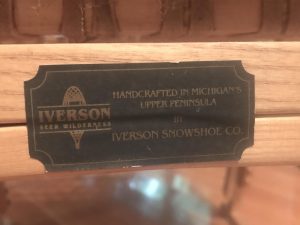 IVERSON
SEEK WILDERNESS
HANDCRAFTED IN MICHIGAN'S
UPPER PENINSULA
BY
IVERSON SNOWSHOE CO.